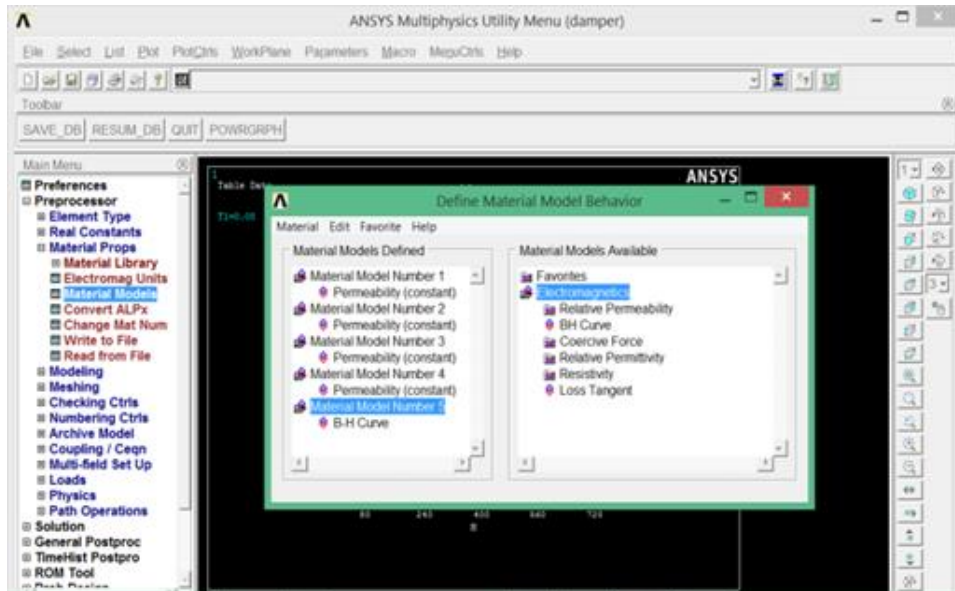 ANSYS Multiphysics Utility Menu (damper)
File Select List Plot PlotCtrls WorkPlane Parameters Macro MenuCtrls Help
Toolbar
SAVE_DB RESUM_DB QUIT POWRGRPH
Main Menu
Preferences
Preprocessor
Element Type
Real Constants
Material Props
Material Library
Electromag Units
Material Models
Convert ALPx
Change Mat Num
Write to File
Read from File
Modeling
Meshing
Checking Ctrls
Numbering Ctrls
Archive Model
Coupling / Ceqn
Multi-field Set Up
Loads
Physics
Path Operations
Solution
General Postproc
TimeHist Postpro
ROM Tool
1
ANSYS
Define Material Model Behavior
Material Edit Favorite Help
Material Models Defined
Material Model Number 1
Permeability (constant)
Material Model Number 2
Permeability (constant)
Material Model Number 3
Permeability (constant)
Material Model Number 4
Permeability (constant)
Material Model Number 5
B-H Curve
Material Models Available
Favorites
Electromagnetics
Relative Permeability
BH Curve
Coercive Force
Relative Permittivity
Resistivity
Loss Tangent
1
3